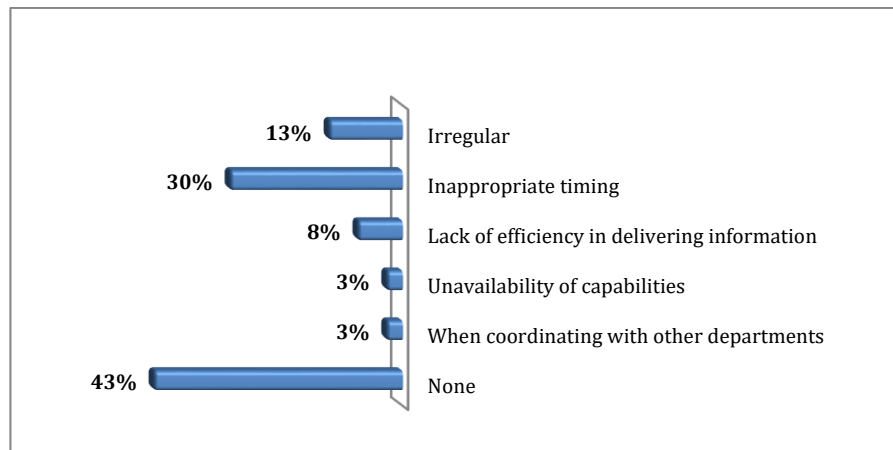 13% Irregular
30% Inappropriate timing
8% Lack of efficiency in delivering information
3% Unavailability of capabilities
3% When coordinating with other departments
43% None